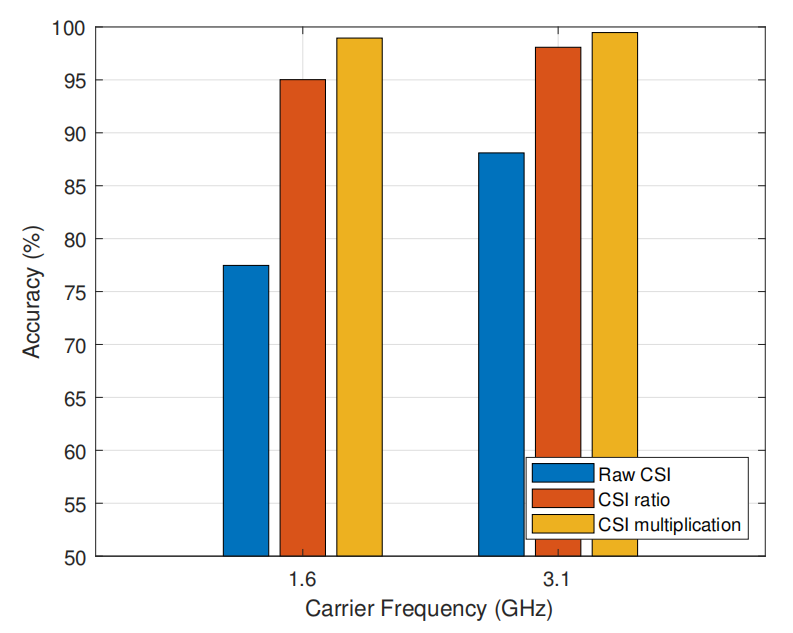 100
95
90
85
80
75
70
65
60
55
50
Accuracy (%)
1.6
3.1
Carrier Frequency (GHz)
Raw CSI
CSI ratio
CSI multiplication